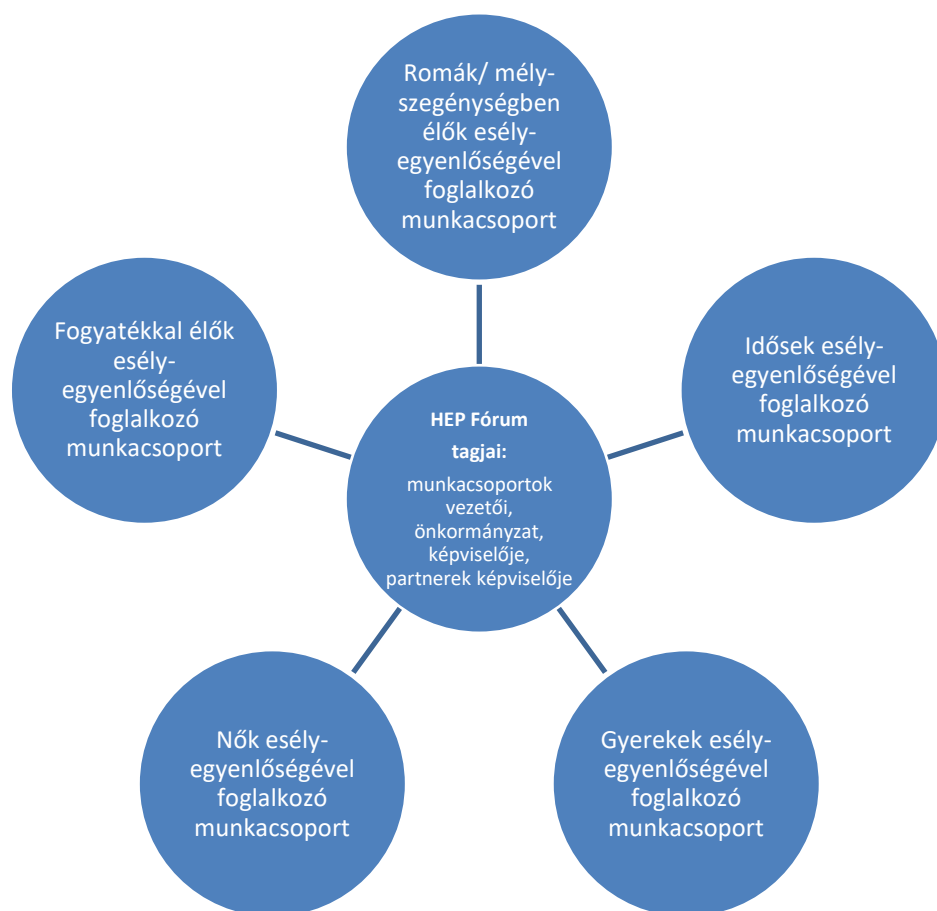 Romák/ mély-
szegénységben
élők esély-
egyenlőségével
foglalkozó
munkacsoport
Fogyatékkal élők
esély-
egyenlőségével
foglalkozó
munkacsoport
Idősek esély-
egyenlőségével
foglalkozó
munkacsoport
HEP Fórum
tagjai:
munkacsoportok
vezetői,
önkormányzat,
képviselője,
partnerek képviselője
Nők esély-
egyenlőségével
foglalkozó
munkacsoport
Gyerekek esély-
egyenlőségével
foglalkozó
munkacsoport